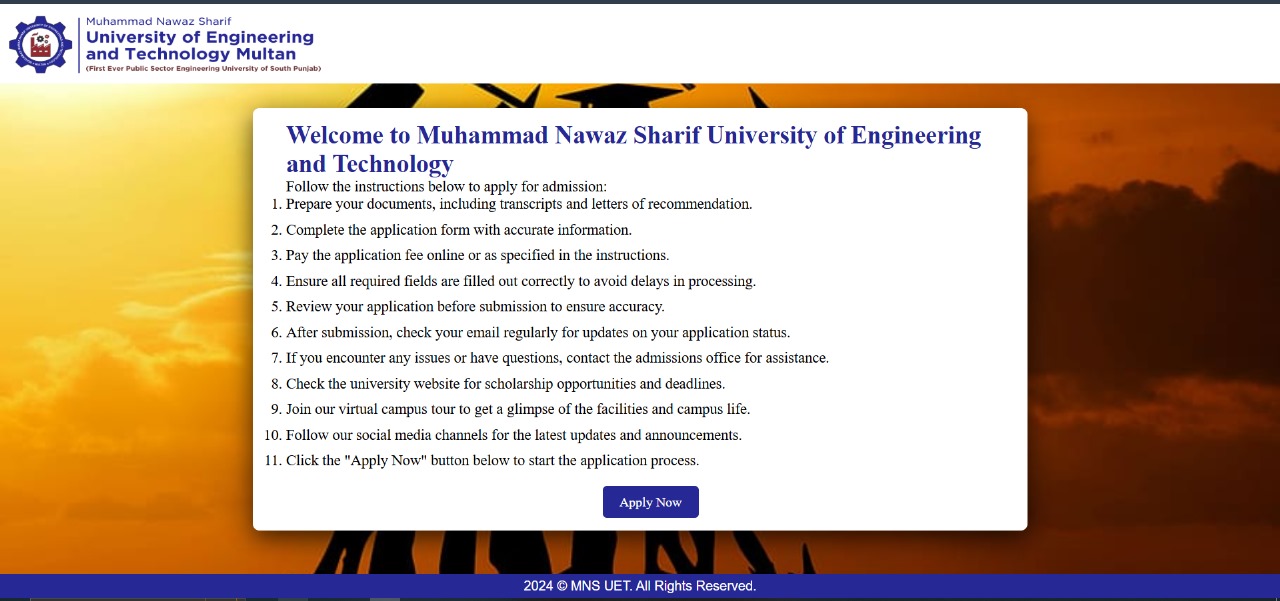 Muhammad Nawaz Sharif
University of Engineering
and Technology Multan
(First Ever Public Sector Engineering University of South Punjab)
Welcome to Muhammad Nawaz Sharif University of Engineering
and Technology
Follow the instructions below to apply for admission:
1. Prepare your documents, including transcripts and letters of recommendation.
2. Complete the application form with accurate information.
3. Pay the application fee online or as specified in the instructions.
4. Ensure all required fields are filled out correctly to avoid delays in processing.
5. Review your application before submission to ensure accuracy.
6. After submission, check your email regularly for updates on your application status.
7. If you encounter any issues or have questions, contact the admissions office for assistance.
8. Check the university website for scholarship opportunities and deadlines.
9. Join our virtual campus tour to get a glimpse of the facilities and campus life.
10. Follow our social media channels for the latest updates and announcements.
11. Click the "Apply Now" button below to start the application process.
Apply Now
2024 © MNS UET. All Rights Reserved.